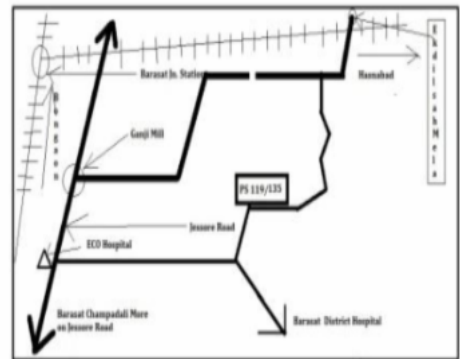 Barasat Jn. Station
Hasnabad
EhdilsahMela
Bongaon
Ganji Mill
PS 119/135
Jessore Road
ECO Hospital
Barasat Champadali More
on Jessore Road
Barasat District Hospital